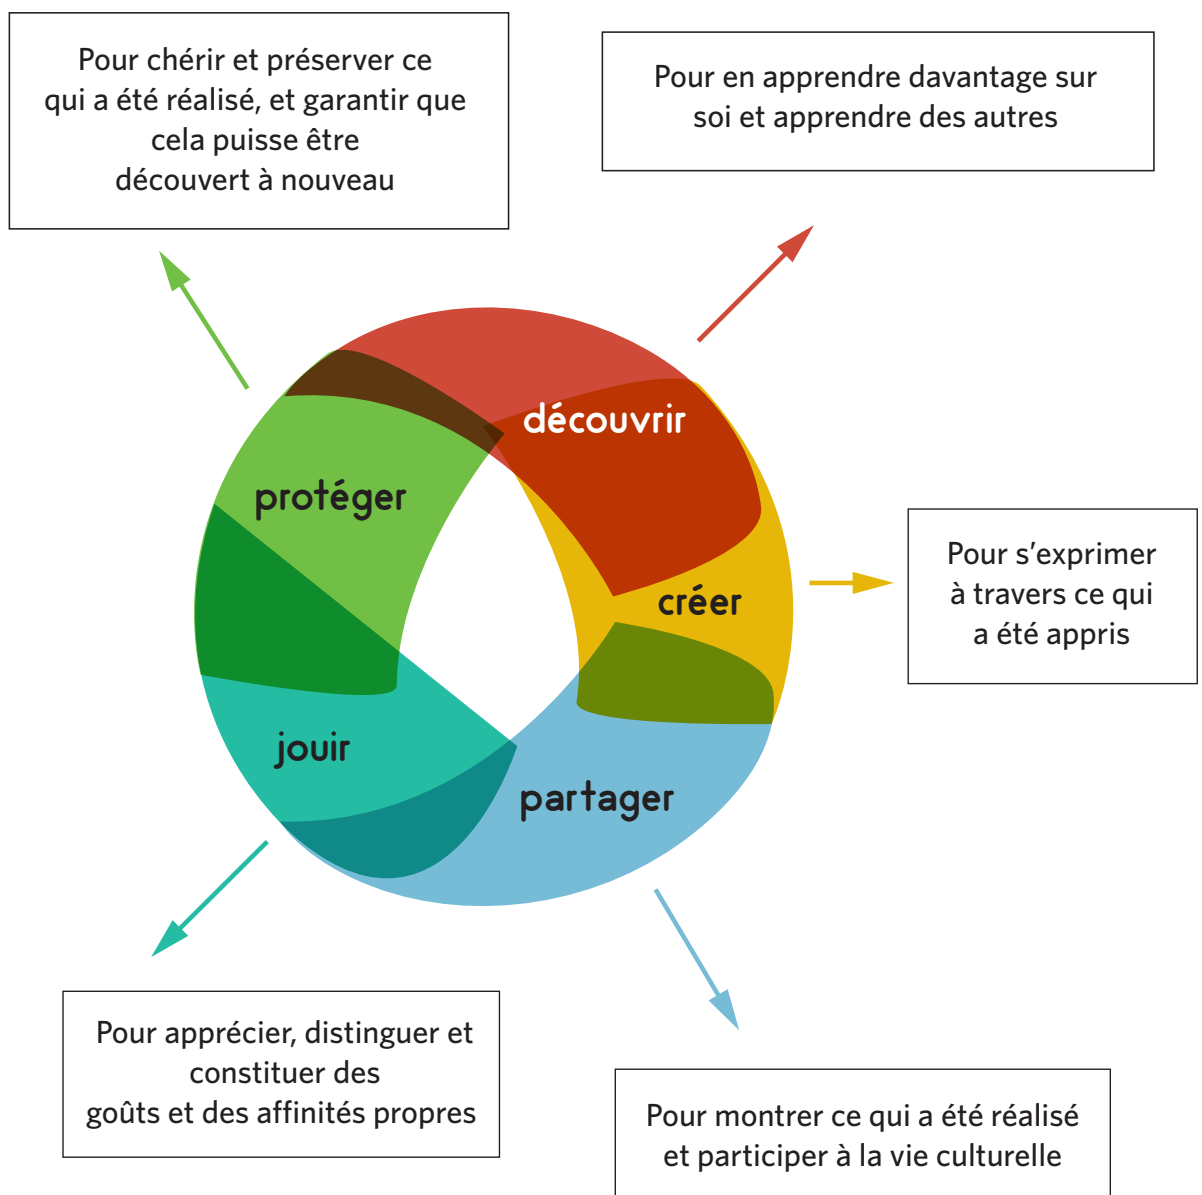 Pour chérir et préserver ce
qui a été réalisé, et garantir que
cela puisse être
découvert à nouveau
Pour en apprendre davantage sur
soi et apprendre des autres
découvrir
protéger
Pour s'exprimer
à travers ce qui
a été appris
créer
jouir
partager
Pour apprécier, distinguer et
constituer des
goûts et des affinités propres
Pour montrer ce qui a été réalisé
et participer à la vie culturelle